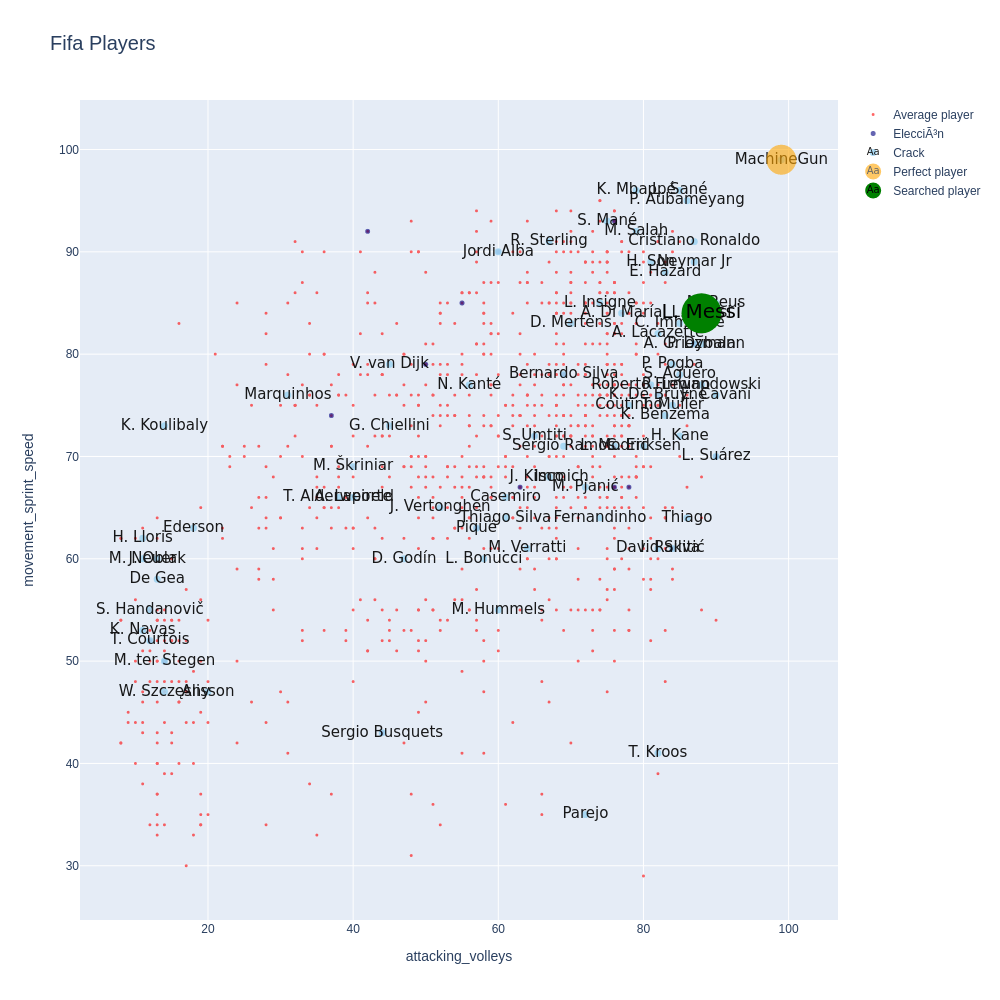 Fifa Players
Average player
ElecciÃ³n
Aa Crack
Aa Perfect player
Aa Searched player
100
90
80
70
60
50
40
30
20
40
60
80
100
movement_sprint_speed
attacking_volleys
MachineGun
K. Mbappé
L. Sané
P. Aubameyang
S. Mané
M. Salah
R. Sterling
Cristiano Ronaldo
Jordi Alba
H. Son
Neymar Jr
E. Hazard
L. Insigne
A. Di María
L. Messi
D. Mertens
A. Lacazette
V. van Dijk
P. Pogba
Bernardo Silva
S. Agüero
N. Kanté
Roberto Firmino
R. Lewandowski
Marquinhos
K. De Bruyne
E. Cavani
Coutinho
T. Müller
K. Koulibaly
G. Chiellini
K. Benzema
S. Umtiti
H. Kane
Sergio Ramos
L. Modrić
C. Eriksen
L. Suárez
M. Škriniar
J. Kimmich
Isco
M. Pjanić
T. Alderweireld
A. Laporte
Casemiro
J. Vertonghen
Thiago Silva
Fernandinho
Thiago
Ederson
Piqué
H. Lloris
M. Verratti
David Silva
I. Rakitić
M. Neuer
J. Oblak
D. Godín
L. Bonucci
De Gea
S. Handanovič
M. Hummels
K. Navas
T. Courtois
M. ter Stegen
W. Szczęsny
Alisson
Sergio Busquets
T. Kroos
Parejo